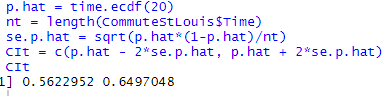 p.hat = time.ecdf(20)
nt = length(CommuteStLouis$Time)
se.p.hat = sqrt(p.hat*(1-p.hat)/nt)
CIt = c(p.hat - 2*se.p.hat, p.hat + 2*se.p.hat)
CIt
1] 0.5622952 0.6497048